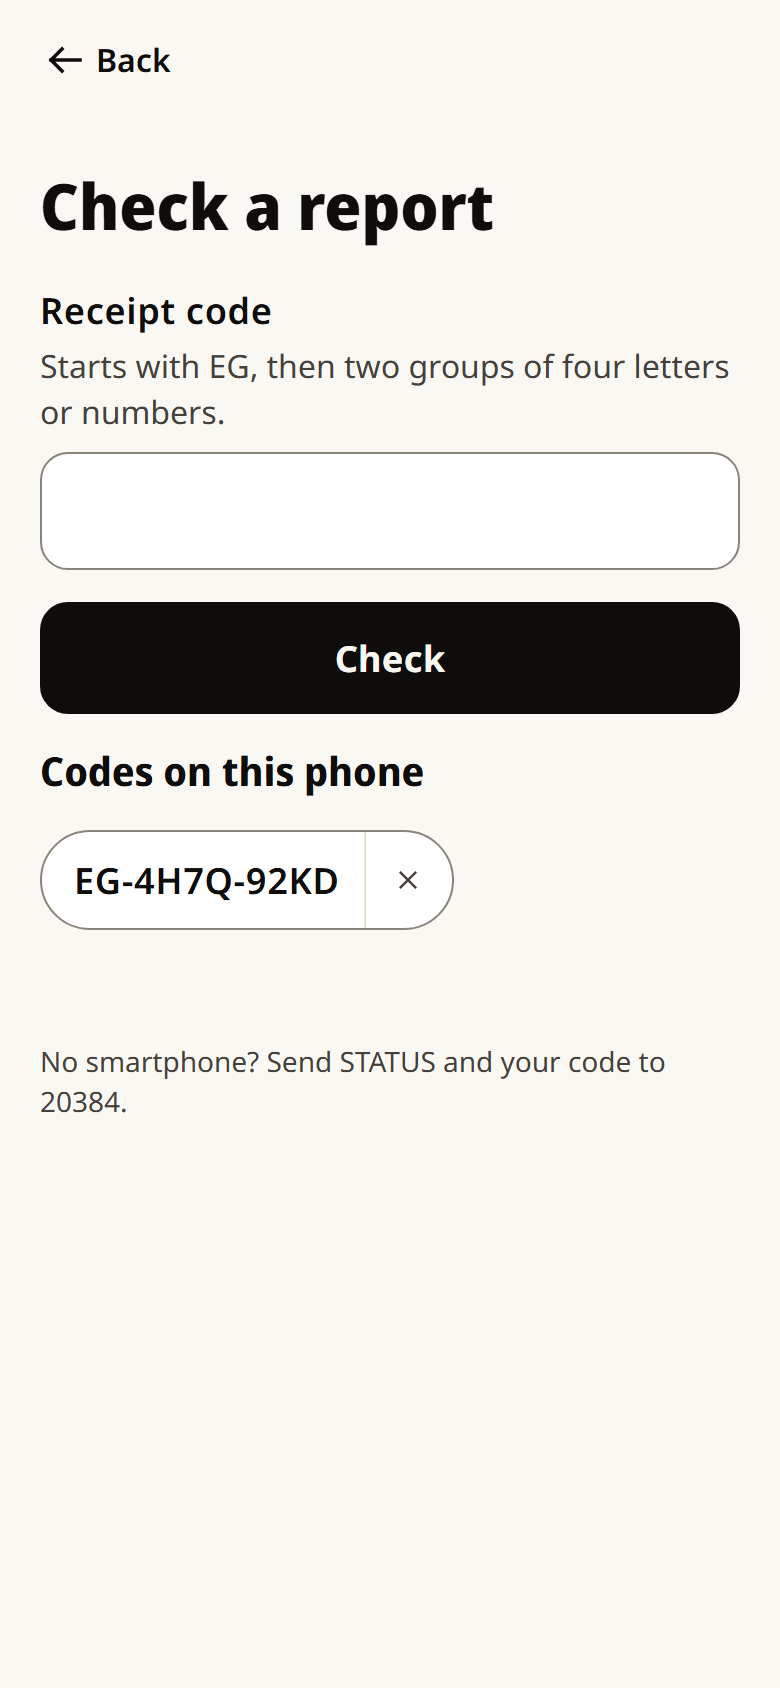 Back
Check a report
Receipt code
Starts with EG, then two groups of four letters
or numbers.
Check
Codes on this phone
EG-4H7Q-92KD
No smartphone? Send STATUS and your code to
20384.